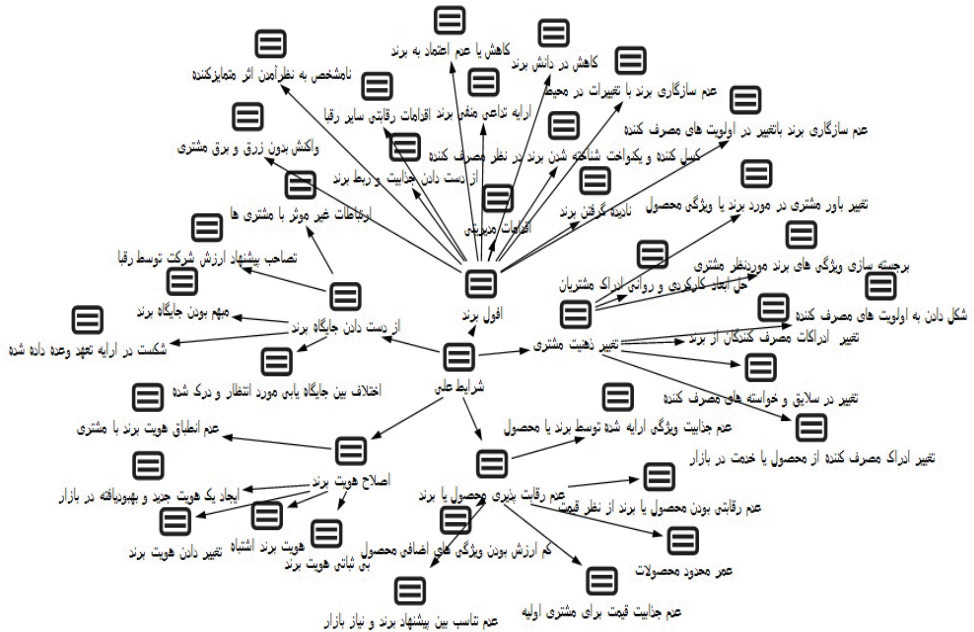 کاهش یا عدم اعتماد به برند
کاهش در دانش برند
نامشخص به نظرآمدن اثر متمایزکننده
عدم سازگاری برند با تغییرات در محیط
اقدامات رقابتی سایر رقبا
ارایه تداعی منفی برند
عدم سازگاری برند باتغییر در اولویت های مصرف کننده
واکنش بدون زرق و برق مشتری
کسل کننده و یکنواخت شناخته شدن برند در نظر مصرف کننده
از دست دادن جذابیت و ربط برند
تغییر باور مشتری در مورد برند یا ویژگی محصول
نادیده گرفتن برند
ارتباطات غیر موثر با مشتری ها
اقدامات مدیریتی
تصاحب پیشنهاد ارزش شرکت توسط رقبا
برجسته سازی ویژگی های برند موردنظر مشتری
حل ابعاد کارکردی و روانی ادراک مشتریان
مبهم بودن جایگاه برند
افول برند
شکل دادن به اولویت های مصرف کننده
از دست دادن جایگاه برند
تغییر ادراکات مصرف کنندگان از برند
تغییر ذهنیت مشتری
شکست در ارایه تعهد وعده داده شده
شرایط علی
اختلاف بین جایگاه یابی مورد انتظار و درک شده
تغییر در سلایق و خواسته های مصرف کننده
عدم انطباق هویت برند با مشتری
عدم جذابیت ویژگی ارایه شده توسط برند یا محصول
تغییر ادراک مصرف کننده از محصول یا خدمت در بازار
اصلاح هویت برند
عدم رقابت پذیری محصول یا برند
ایجاد یک هویت جدید و بهبودیافته در بازار
عدم رقابتی بودن محصول یا برند از نظر قیمت
هویت برند اشتباه
تغییر دادن هویت برند
کم ارزش بودن ویژگی های اضافی محصول
بی ثباتی هویت برند
عمر محدود محصولات
عدم جذابیت قیمت برای مشتری اولیه
عدم تناسب بین پیشنهاد برند و نیاز بازار